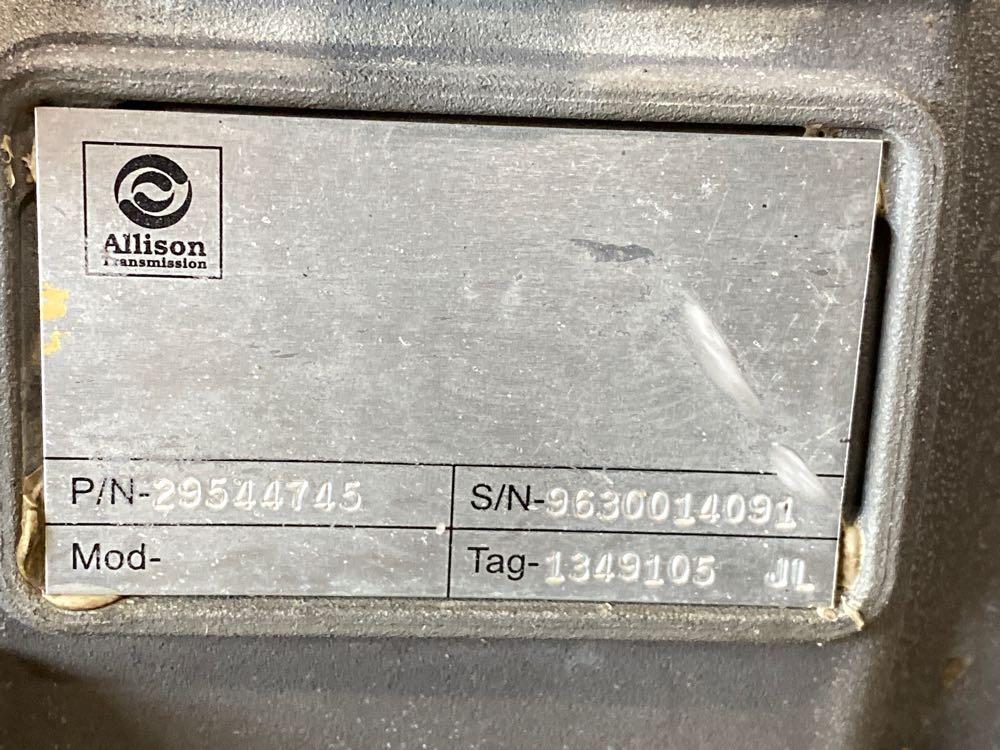 Allison
Transmission
P/N-29544745
S/N-9630014091
Mod-
Tag-1349105 JL